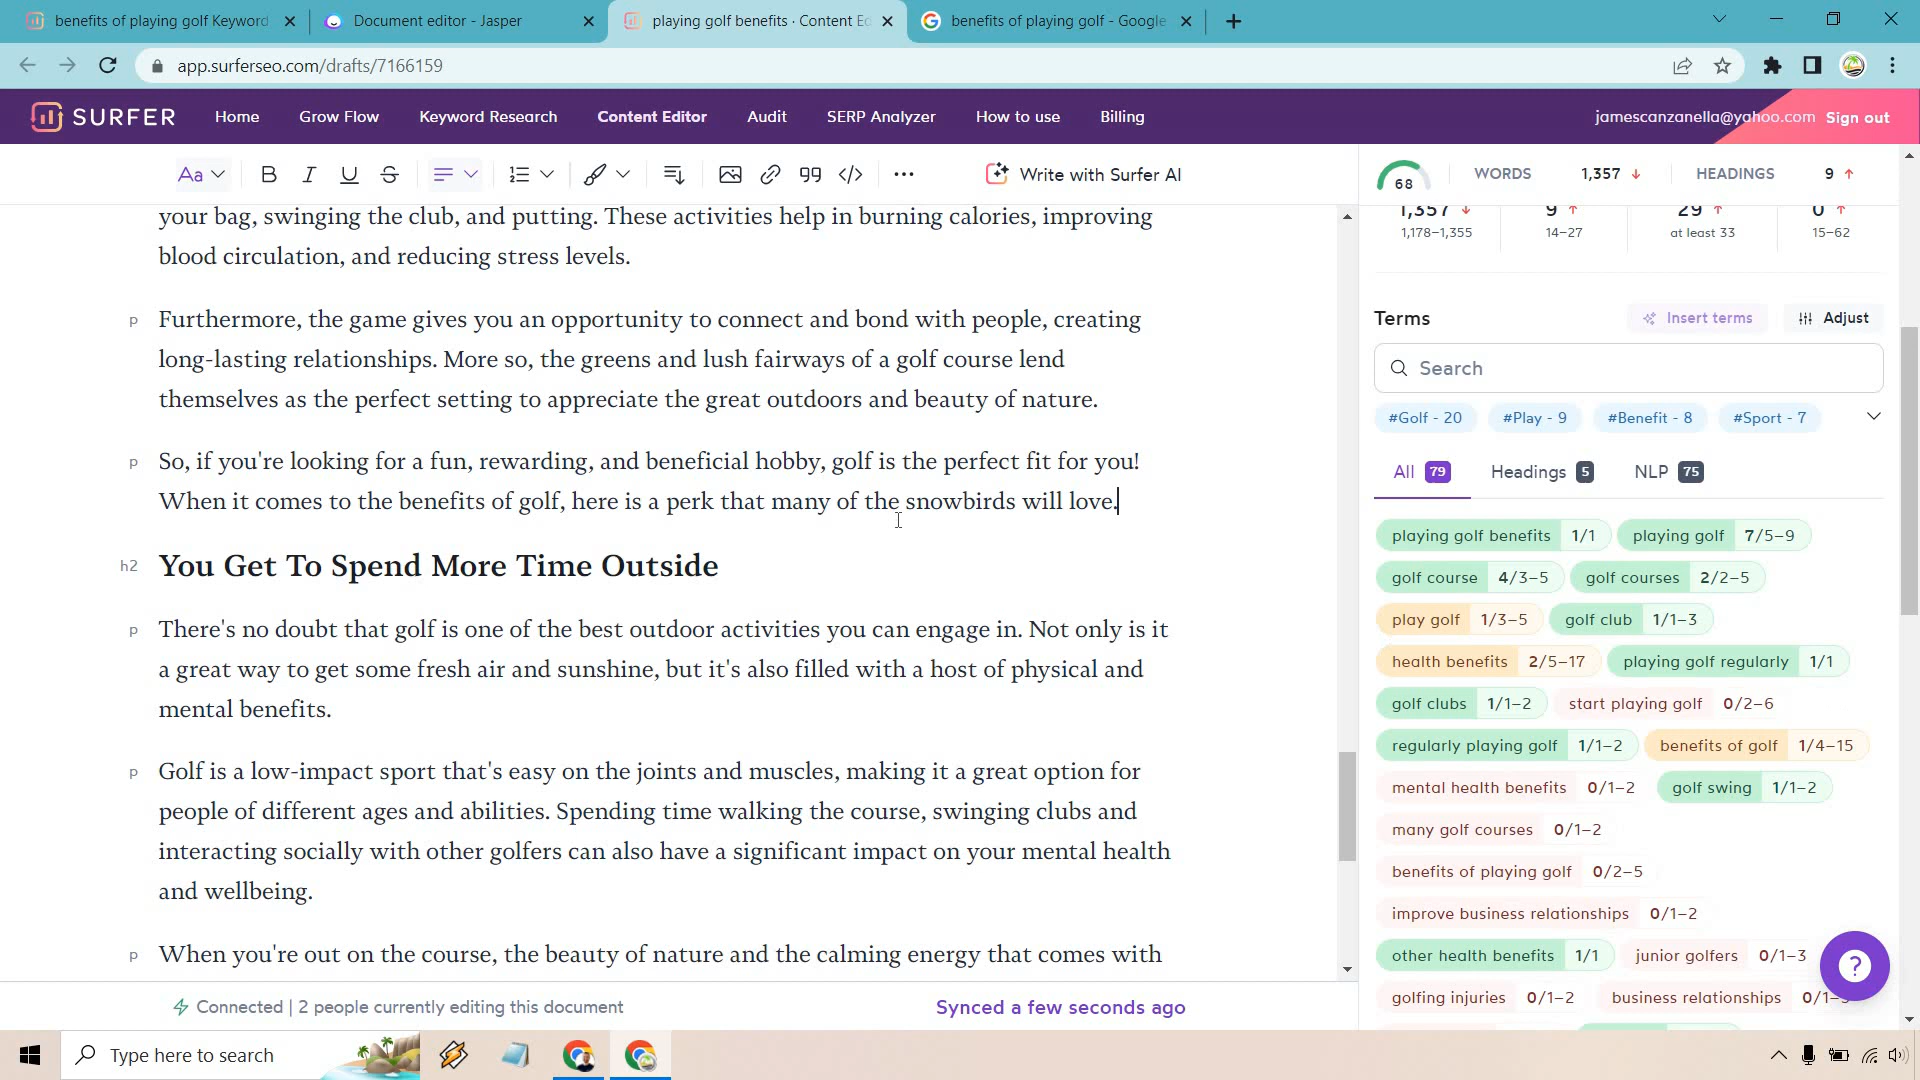 benefits of playing golf Keyword
Document editor - Jasper
playing golf benefits · Content Ed
benefits of playing golf - Google
app.surferseo.com/drafts/7166159
SURFER
Home
Grow Flow
Keyword Research
Content Editor
Audit
SERP Analyzer
How to use
Billing
jamescanzanella@yahoo.com
Sign out
Aa
Write with Surfer AI
68
WORDS
1,357
HEADINGS
9
your bag, swinging the club, and putting. These activities help in burning calories, improving
blood circulation, and reducing stress levels.
p
Furthermore, the game gives you an opportunity to connect and bond with people, creating
long-lasting relationships. More so, the greens and lush fairways of a golf course lend
themselves as the perfect setting to appreciate the great outdoors and beauty of nature.
p
So, if you're looking for a fun, rewarding, and beneficial hobby, golf is the perfect fit for you!
When it comes to the benefits of golf, here is a perk that many of the snowbirds will love.
h2
You Get To Spend More Time Outside
p
There's no doubt that golf is one of the best outdoor activities you can engage in. Not only is it
a great way to get some fresh air and sunshine, but it's also filled with a host of physical and
mental benefits.
p
Golf is a low-impact sport that's easy on the joints and muscles, making it a great option for
people of different ages and abilities. Spending time walking the course, swinging clubs and
interacting socially with other golfers can also have a significant impact on your mental health
and wellbeing.
p
When you're out on the course, the beauty of nature and the calming energy that comes with
Connected | 2 people currently editing this document
Synced a few seconds ago
1,357
9
29
0
1,178–1,355
14–27
at least 33
15–62
Terms
Insert terms
Adjust
Search
#Golf - 20
#Play - 9
#Benefit - 8
#Sport - 7
All 79
Headings 5
NLP 75
playing golf benefits 1/1
playing golf 7/5–9
golf course 4/3–5
golf courses 2/2–5
play golf 1/3–5
golf club 1/1–3
health benefits 2/5–17
playing golf regularly 1/1
golf clubs 1/1–2
start playing golf 0/2–6
regularly playing golf 1/1–2
benefits of golf 1/4–15
mental health benefits 0/1–2
golf swing 1/1–2
many golf courses 0/1–2
benefits of playing golf 0/2–5
improve business relationships 0/1–2
other health benefits 1/1
junior golfers 0/1–3
golfing injuries 0/1–2
business relationships
?
Type here to search